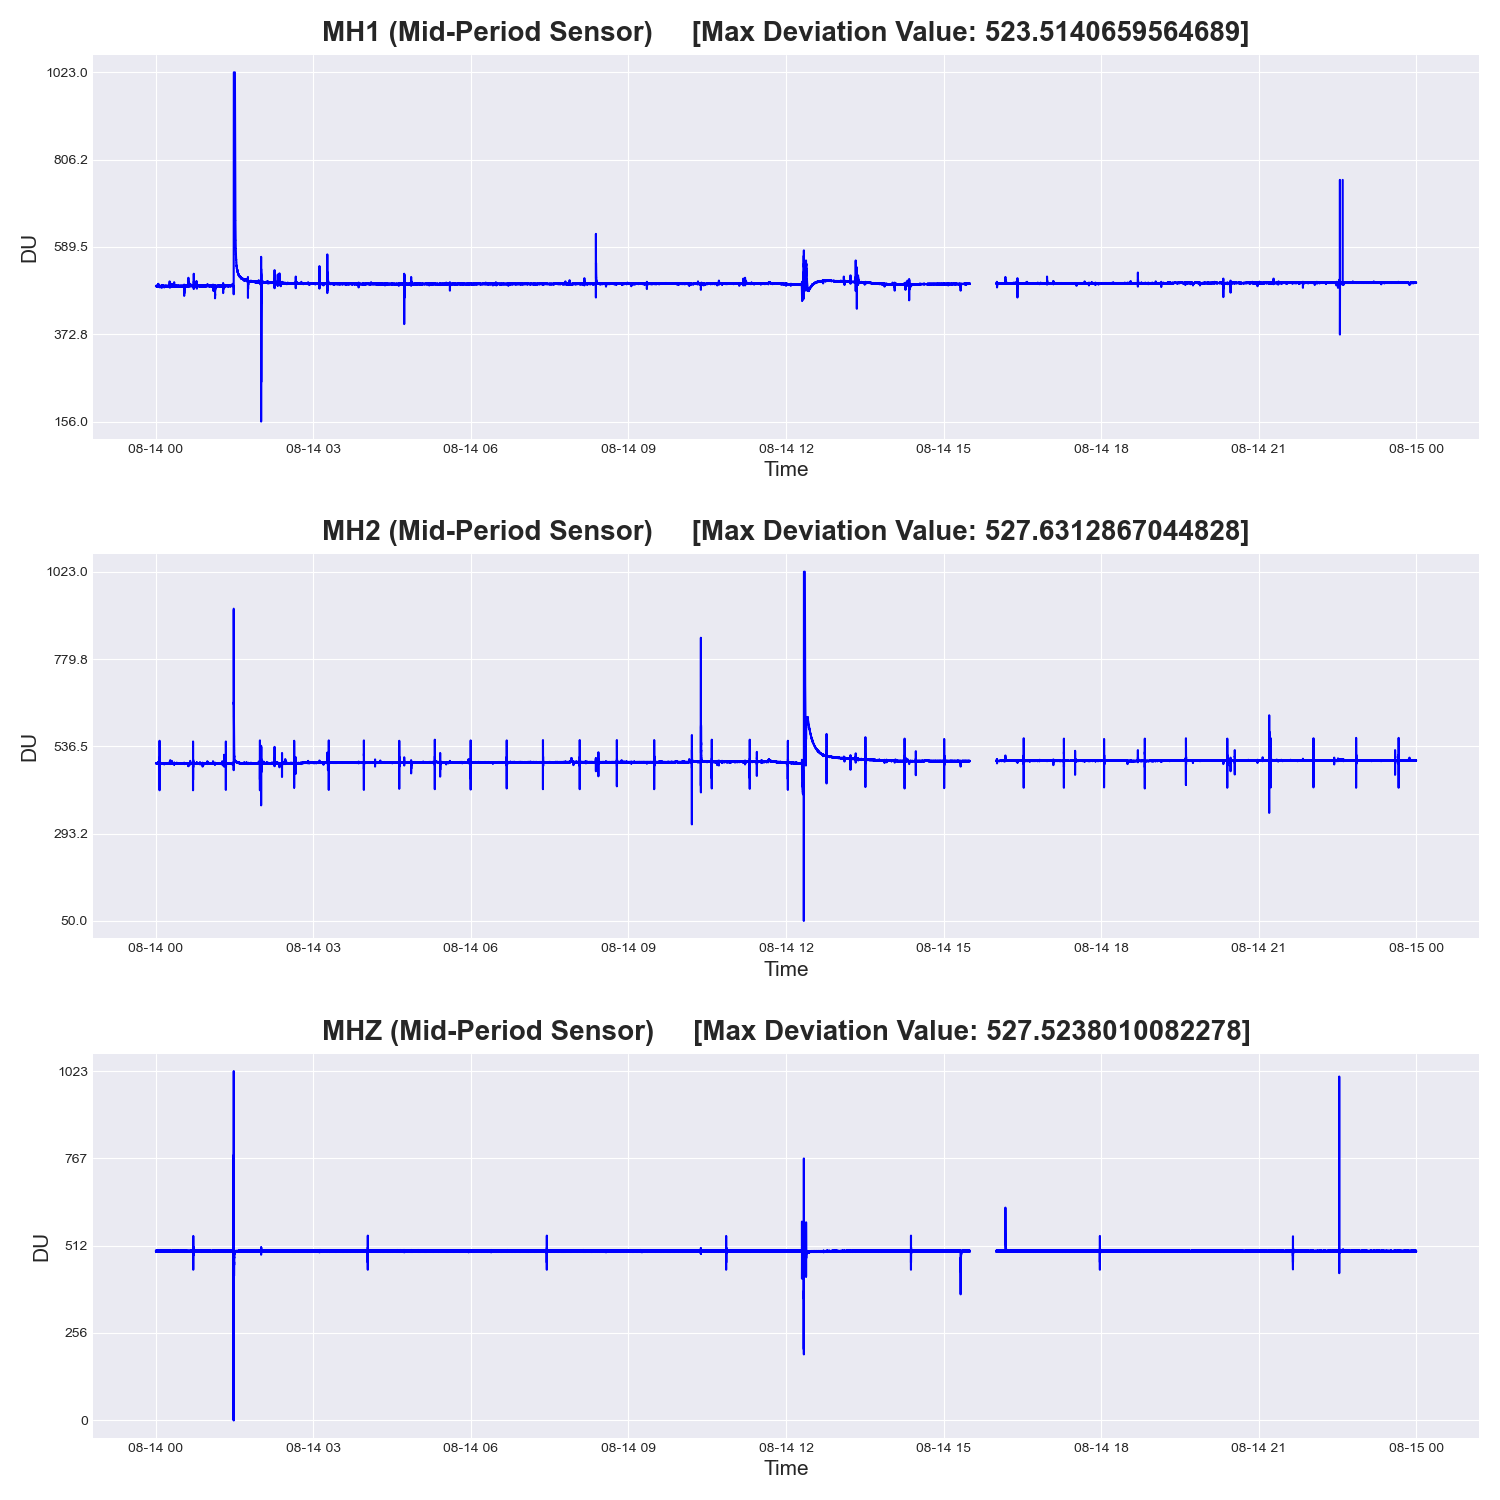 MH1 (Mid-Period Sensor) [Max Deviation Value: 523.5140659564689]
1023.0
806.2
589.5
372.8
156.0
DU
08-14 00 08-14 03 08-14 06 08-14 09 08-14 12 08-14 15 08-14 18 08-14 21 08-15 00
Time
MH2 (Mid-Period Sensor) [Max Deviation Value: 527.6312867044828]
1023.0
779.8
536.5
293.2
50.0
DU
08-14 00 08-14 03 08-14 06 08-14 09 08-14 12 08-14 15 08-14 18 08-14 21 08-15 00
Time
MHZ (Mid-Period Sensor) [Max Deviation Value: 527.5238010082278]
1023
767
512
256
0
DU
08-14 00 08-14 03 08-14 06 08-14 09 08-14 12 08-14 15 08-14 18 08-14 21 08-15 00
Time